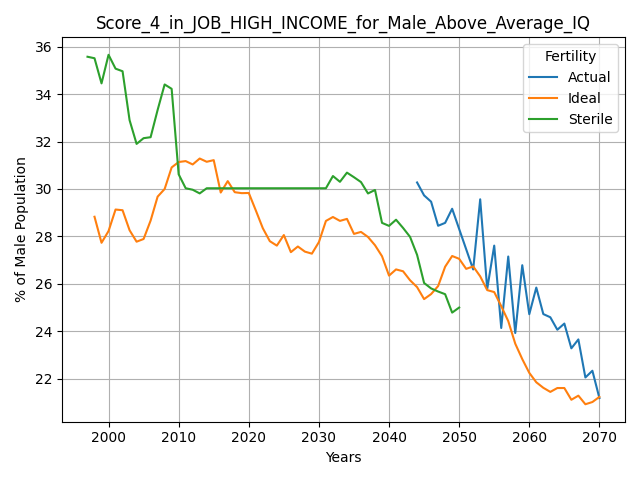 Score_4_in_JOB_HIGH_INCOME_for_Male_Above_Average_IQ
Fertility
Actual
Ideal
Sterile
% of Male Population
36
34
32
30
28
26
24
22
2000
2010
2020
2030
2040
2050
2060
2070
Years